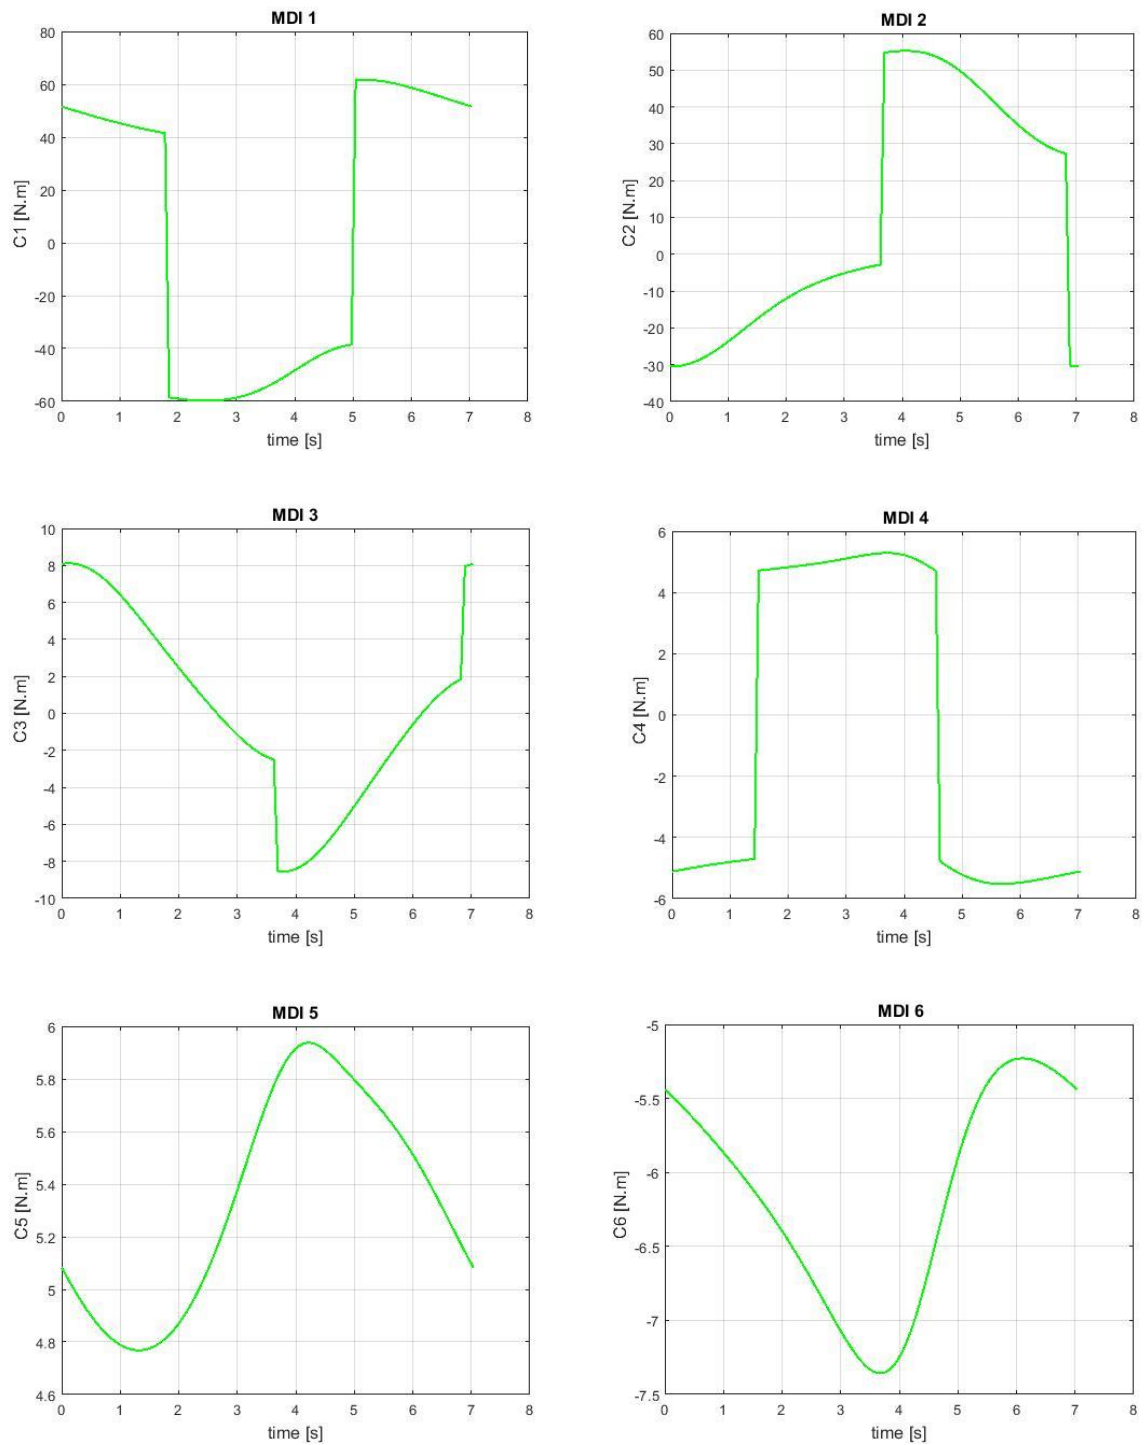 MDI 1
80
60
40
20
0
-20
-40
-60
C1 [N.m]
0 1 2 3 4 5 6 7 8
time [s]
MDI 2
60
50
40
30
20
10
0
-10
-20
-30
-40
C2 [N.m]
0 1 2 3 4 5 6 7 8
time [s]
MDI 3
10
8
6
4
2
0
-2
-4
-6
-8
-10
C3 [N.m]
0 1 2 3 4 5 6 7 8
time [s]
MDI 4
6
4
2
0
-2
-4
-6
C4 [N.m]
0 1 2 3 4 5 6 7 8
time [s]
MDI 5
6
5.8
5.6
5.4
5.2
5
4.8
4.6
C5 [N.m]
0 1 2 3 4 5 6 7 8
time [s]
MDI 6
-5
-5.5
-6
-6.5
-7
-7.5
C6 [N.m]
0 1 2 3 4 5 6 7 8
time [s]